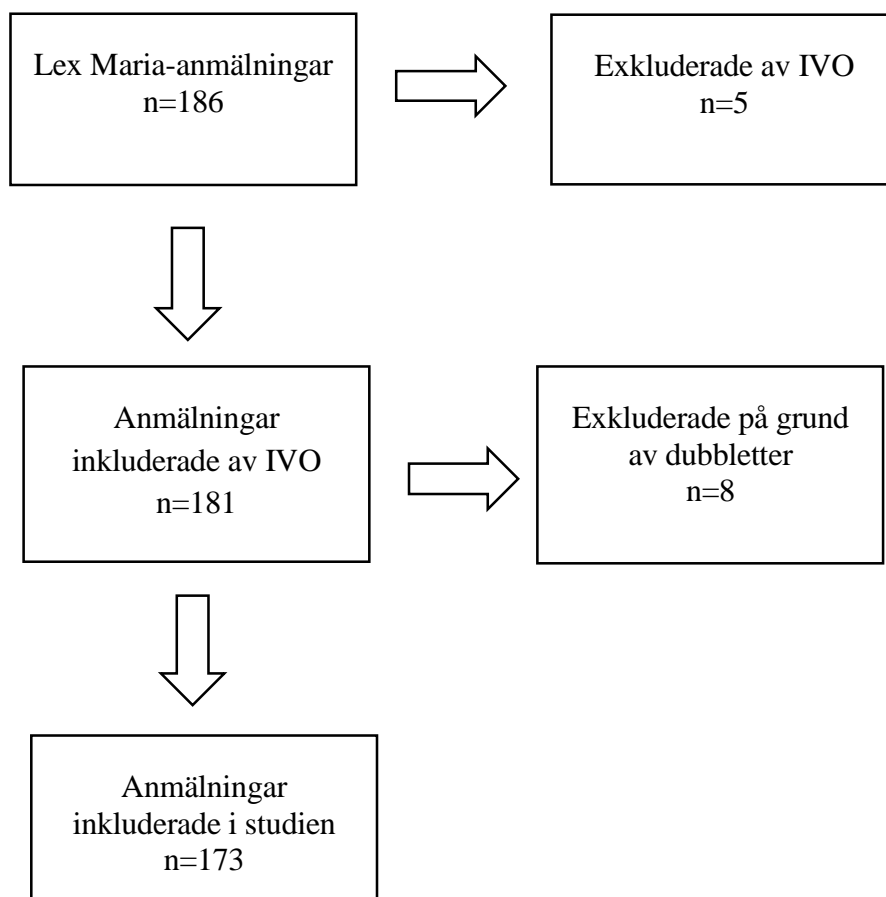 Lex Maria-anmälningar
n=186
Exkluderade av IVO
n=5
Anmälningar
inkluderade av IVO
n=181
Exkluderade på grund
av dubbletter
n=8
Anmälningar
inkluderade i studien
n=173